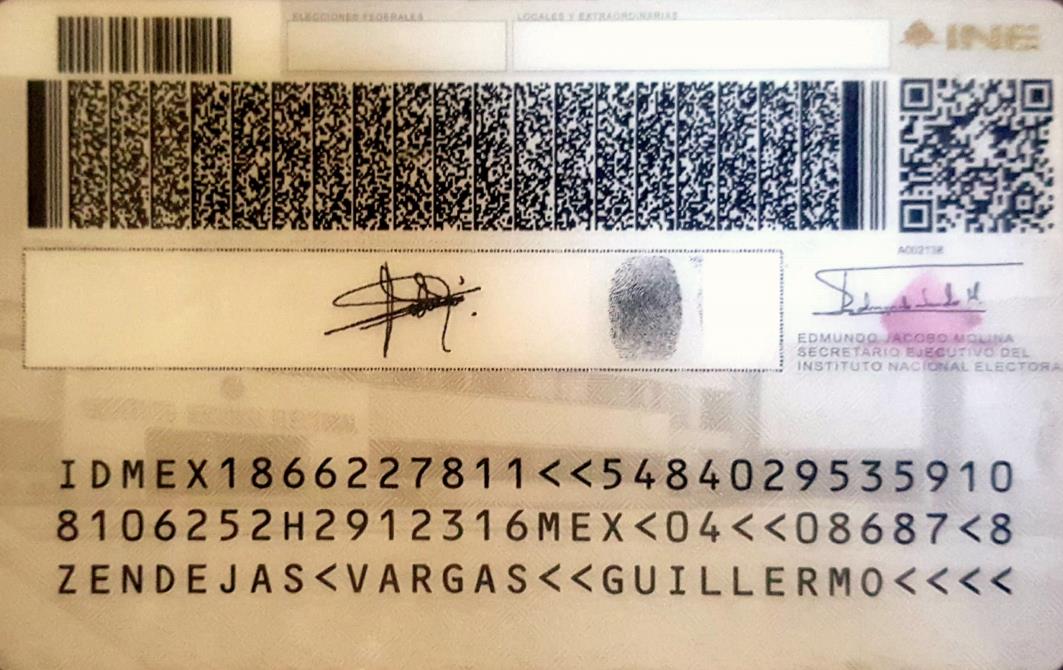 ELECCIONES FEDERALES
LOCALES Y EXTRAORDINARIAS
INE
A002138
EDMUNDO JACOBO MOLINA
SECRETARIO EJECUTIVO DEL
INSTITUTO NACIONAL ELECTORA
IDMEX1866227811<<5484029535910
8106252H2912316MEX<04<<08687<8
ZENDEJAS<VARGAS<<GUILLERMO<<<<